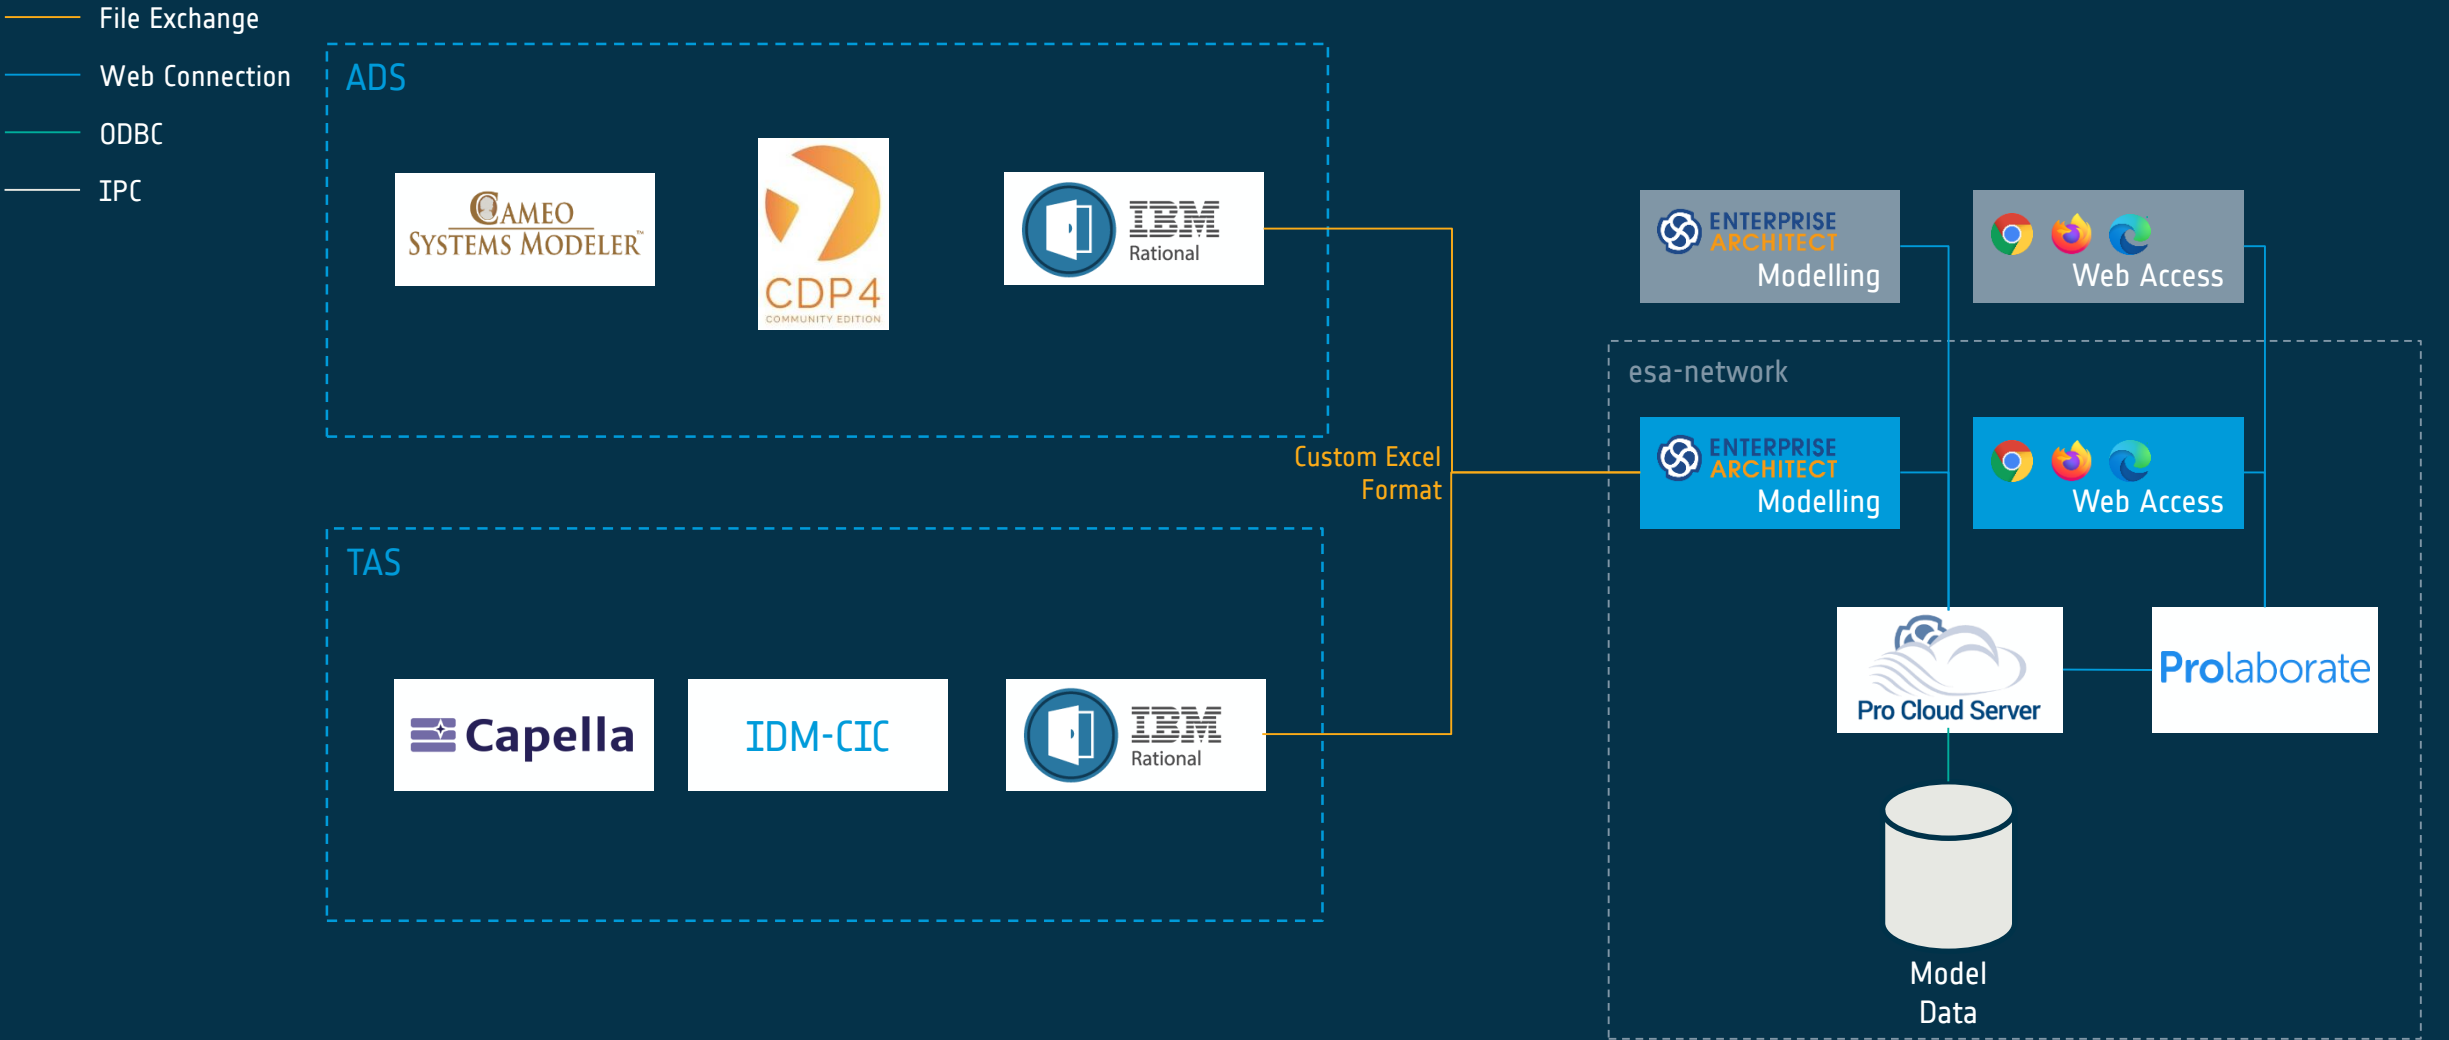 File Exchange
Web Connection
ODBC
IPC
ADS
CAMEO
SYSTEMS MODELER™
CDP4
COMMUNITY EDITION
IBM
Rational
ENTERPRISE
ARCHITECT
Modelling
Web Access
esa-network
Custom Excel
Format
ENTERPRISE
ARCHITECT
Modelling
Web Access
TAS
Capella
IDM-CIC
IBM
Rational
Pro Cloud Server
Prolaborate
Model
Data